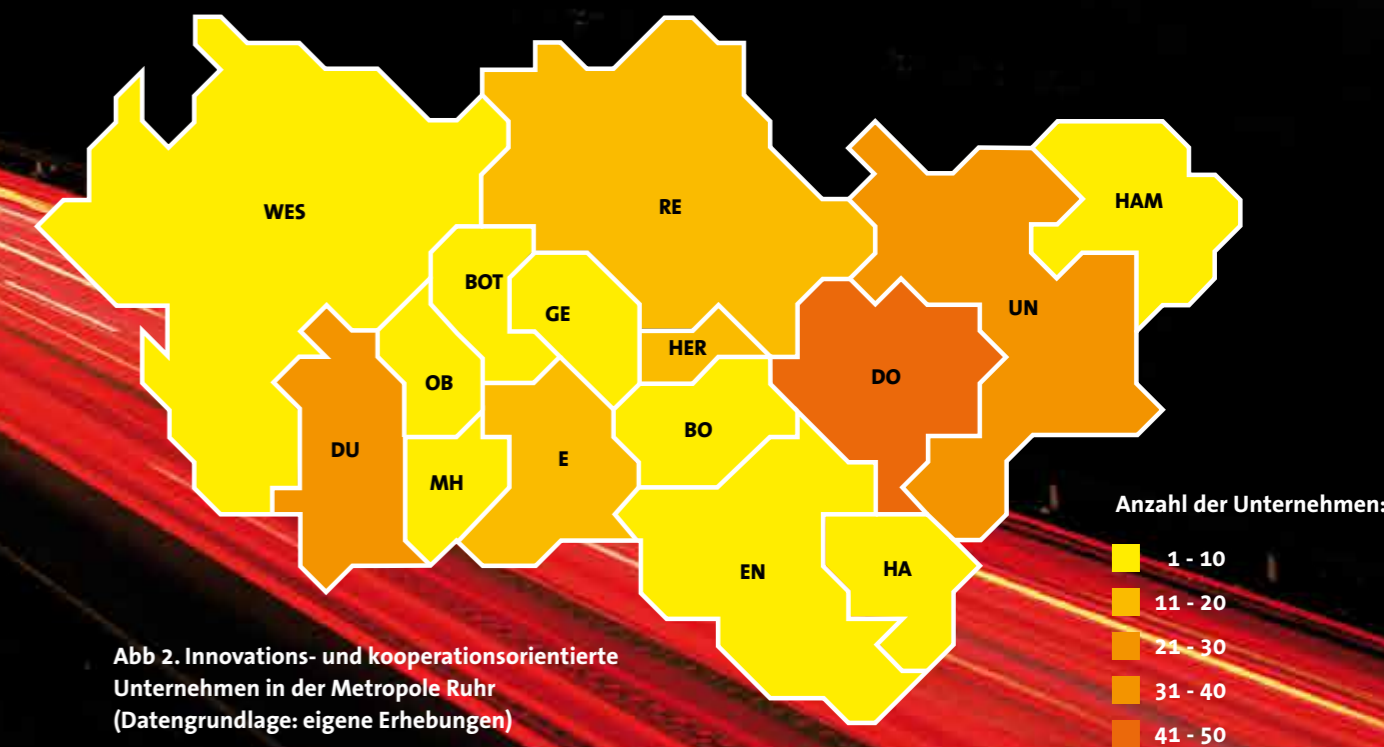 WES
RE
HAM
BOT
GE
UN
HER
DO
OB
BO
DU
E
MH
EN
HA
Anzahl der Unternehmen:
1 - 10
11 - 20
21 - 30
31 - 40
41 - 50
Abb 2. Innovations- und kooperationsorientierte
Unternehmen in der Metropole Ruhr
(Datengrundlage: eigene Erhebungen)